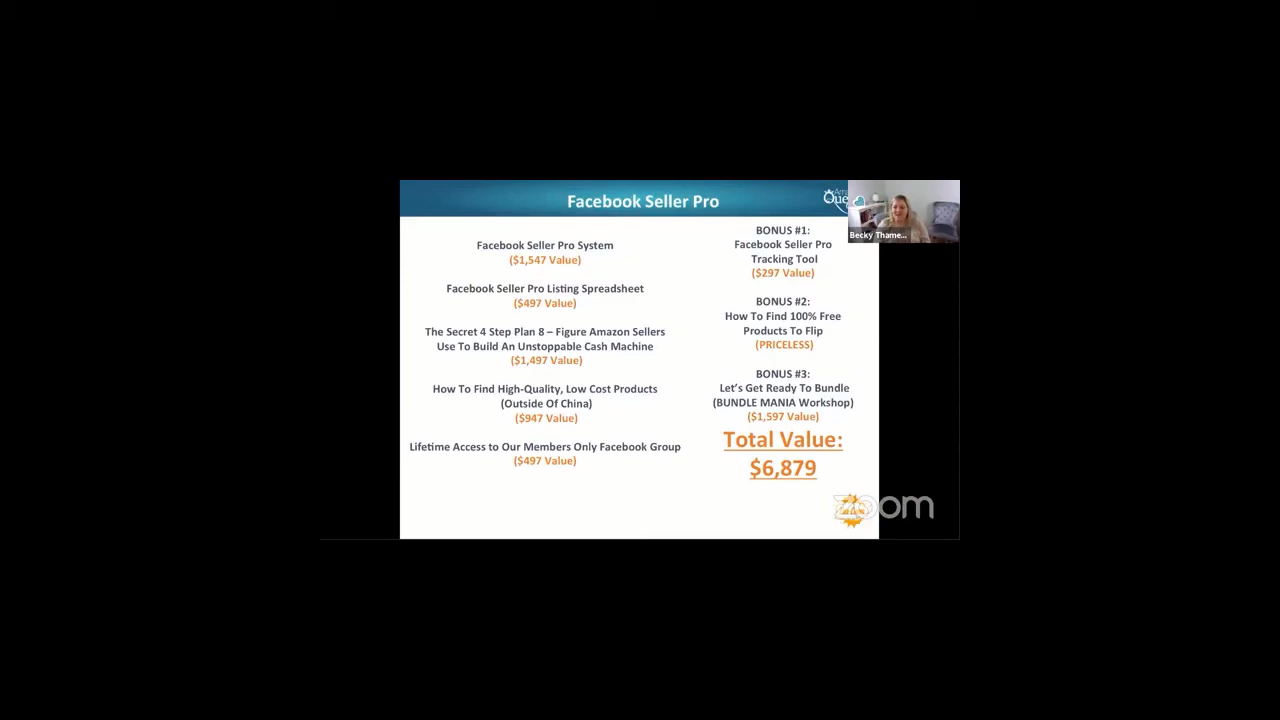 Facebook Seller Pro
Becky Thame...
Facebook Seller Pro System
($1,547 Value)
Facebook Seller Pro Listing Spreadsheet
($497 Value)
The Secret 4 Step Plan 8 – Figure Amazon Sellers
Use To Build An Unstoppable Cash Machine
($1,497 Value)
How To Find High-Quality, Low Cost Products
(Outside Of China)
($947 Value)
Lifetime Access to Our Members Only Facebook Group
($497 Value)
BONUS #1:
Facebook Seller Pro
Tracking Tool
($297 Value)
BONUS #2:
How To Find 100% Free
Products To Flip
(PRICELESS)
BONUS #3:
Let's Get Ready To Bundle
(BUNDLE MANIA Workshop)
($1,597 Value)
Total Value:
$6,879
zoom